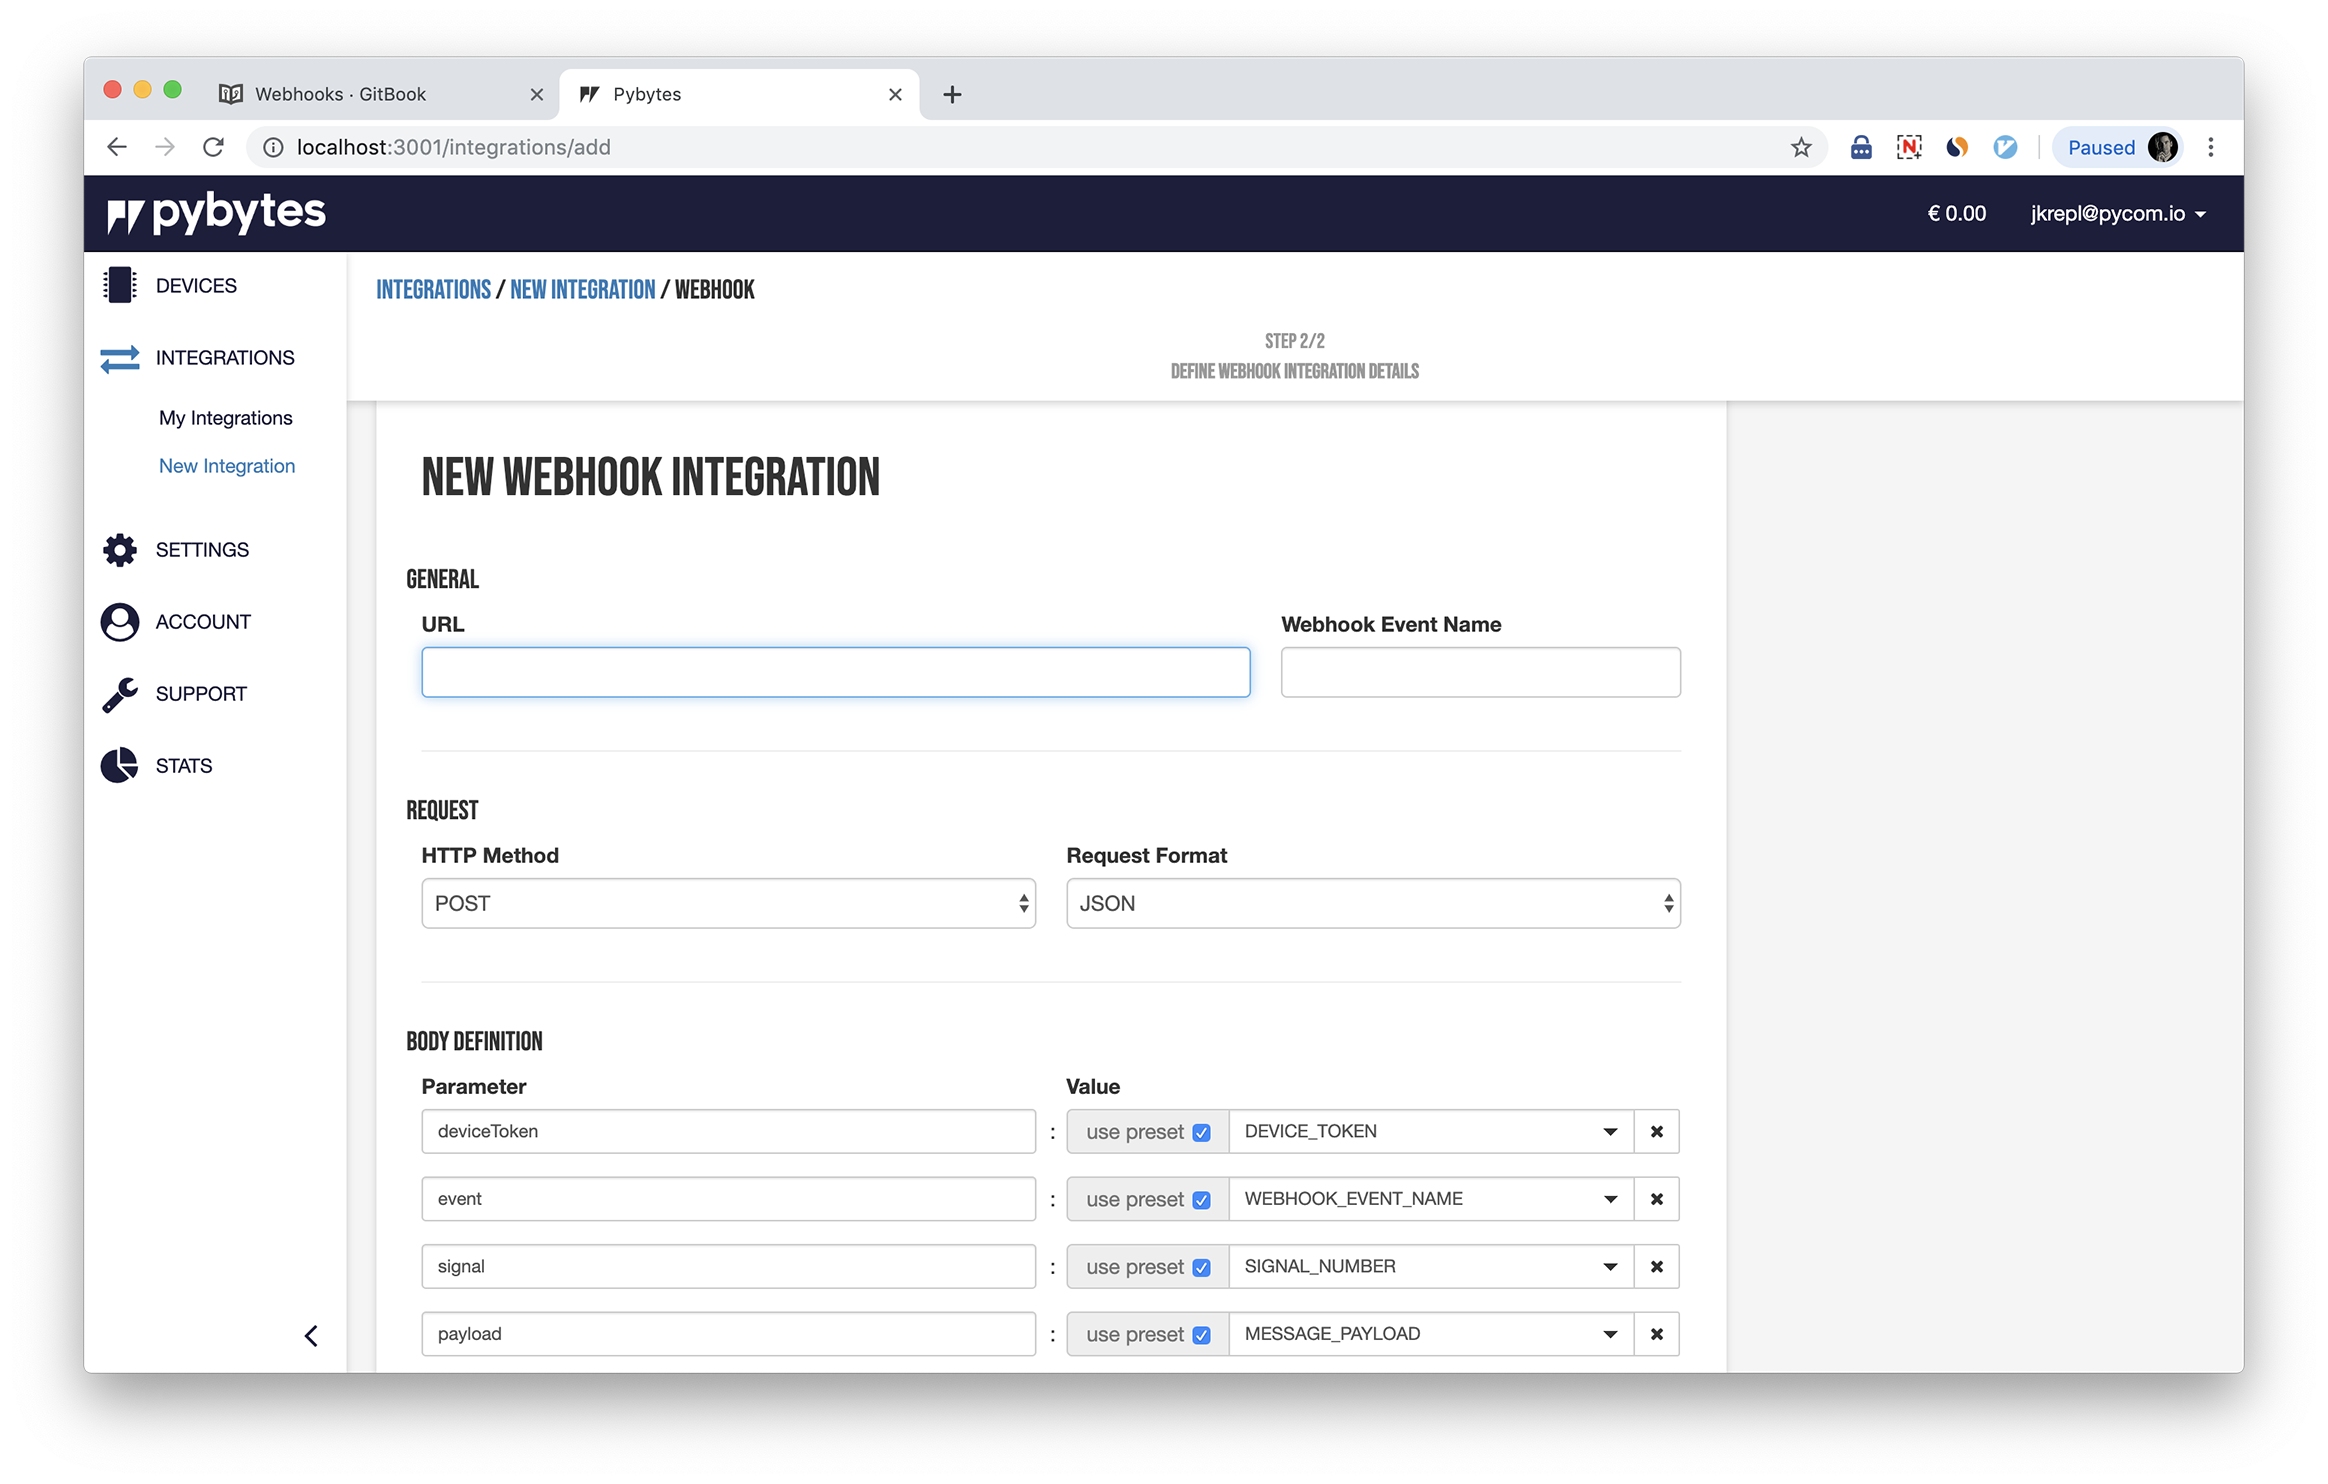 Webhooks · GitBook
Pybytes
localhost:3001/integrations/add
Paused
pybytes
€ 0.00
jkrepl@pycom.io
DEVICES
INTEGRATIONS
My Integrations
New Integration
SETTINGS
ACCOUNT
SUPPORT
STATS
INTEGRATIONS / NEW INTEGRATION / WEBHOOK
STEP 2/2
DEFINE WEBHOOK INTEGRATION DETAILS
NEW WEBHOOK INTEGRATION
GENERAL
URL
Webhook Event Name
REQUEST
HTTP Method
Request Format
POST
JSON
BODY DEFINITION
Parameter
Value
deviceToken : use preset DEVICE_TOKEN
event : use preset WEBHOOK_EVENT_NAME
signal : use preset SIGNAL_NUMBER
payload : use preset MESSAGE_PAYLOAD